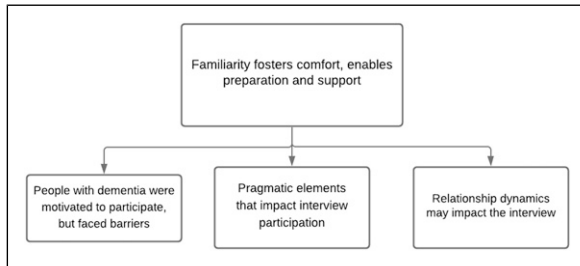 Familiarity fosters comfort, enables
preparation and support
People with dementia were
motivated to participate,
but faced barriers
Pragmatic elements
that impact interview
participation
Relationship dynamics
may impact the interview